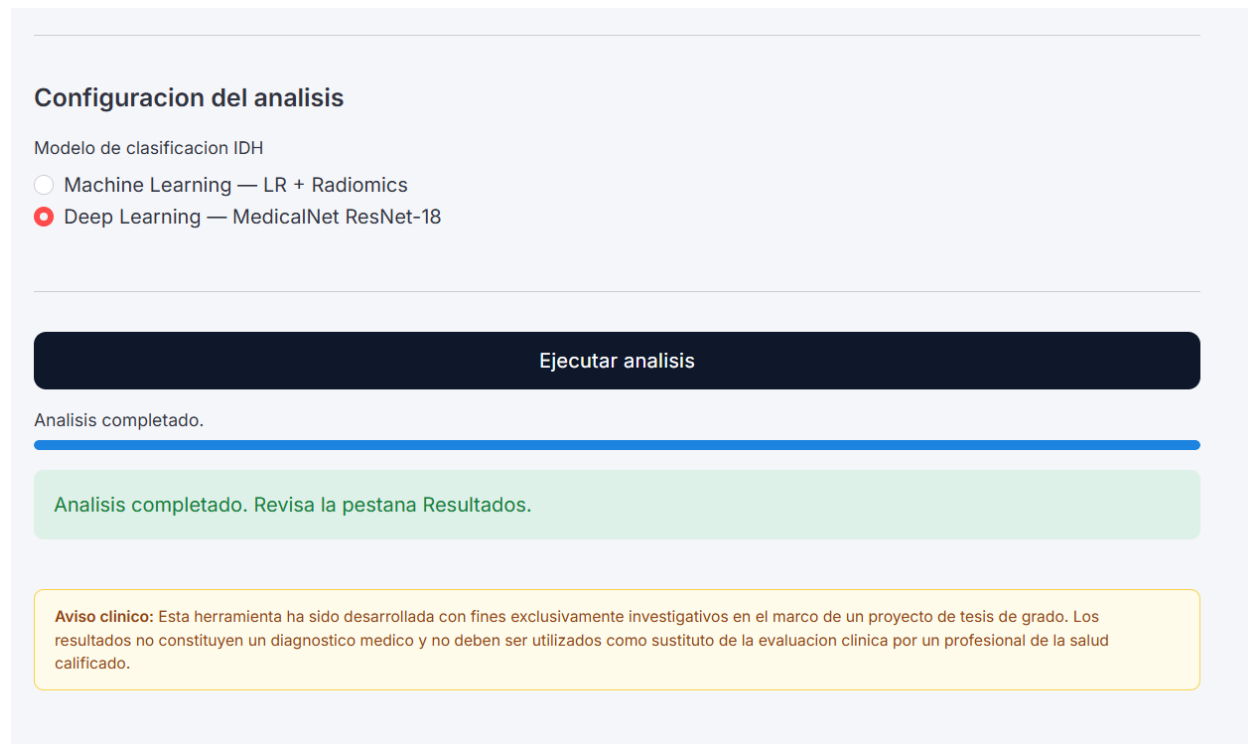 Configuracion del analisis
Modelo de clasificacion IDH
Machine Learning — LR + Radiomics
Deep Learning — MedicalNet ResNet-18
Ejecutar analisis
Analisis completado.
Analisis completado. Revisa la pestana Resultados.
Aviso clinico: Esta herramienta ha sido desarrollada con fines exclusivamente investigativos en el marco de un proyecto de tesis de grado. Los
resultados no constituyen un diagnostico medico y no deben ser utilizados como sustituto de la evaluacion clinica por un profesional de la salud
calificado.